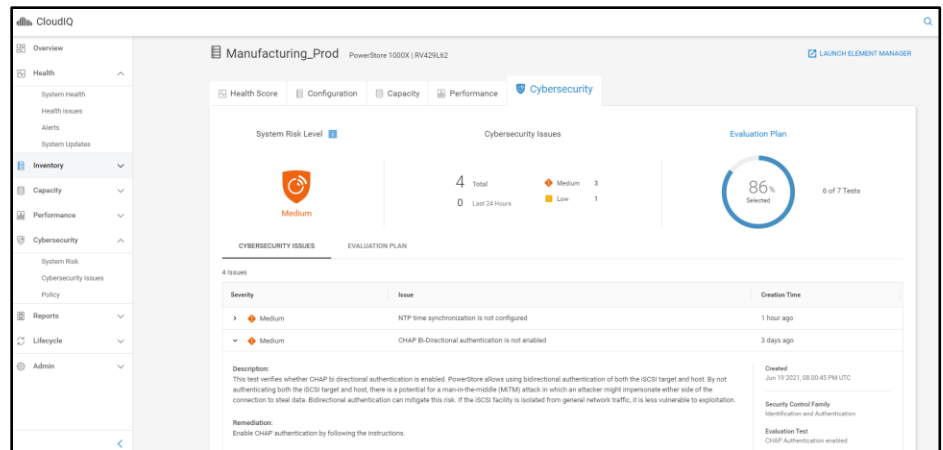 CloudIQ
Overview
Health
System Health
Health Issues
Alerts
System Updates
Inventory
Capacity
Performance
Cybersecurity
System Risk
Cybersecurity Issues
Policy
Reports
Lifecycle
Admin
Manufacturing_Prod PowerStore 1000X | RV429L62
LAUNCH ELEMENT MANAGER
Health Score Configuration Capacity Performance Cybersecurity
System Risk Level
Medium
Cybersecurity Issues
4 Total
0 Last 24 Hours
Medium 3
Low 1
Evaluation Plan
86%
Selected
6 of 7 Tests
CYBERSECURITY ISSUES EVALUATION PLAN
4 Issues
Severity Issue Creation Time
Medium NTP time synchronization is not configured 1 hour ago
Medium CHAP Bi-Directional authentication is not enabled 3 days ago
Description:
This test verifies whether CHAP bi directional authentication is enabled. PowerStore allows using bidirectional authentication of both the iSCSI target and host. By not
authenticating both the iSCSI target and host, there is a potential for a man-in-the-middle (MITM) attack in which an attacker might impersonate either side of the
connection to steal data. Bidirectional authentication can mitigate this risk. If the iSCSI facility is isolated from general network traffic, it is less vulnerable to exploitation.
Remediation:
Enable CHAP authentication by following the instructions.
Created
Jun 19 2021, 08:00:45 PM UTC
Security Control Family
Identification and Authentication
Evaluation Test
CHAP Authentication enabled